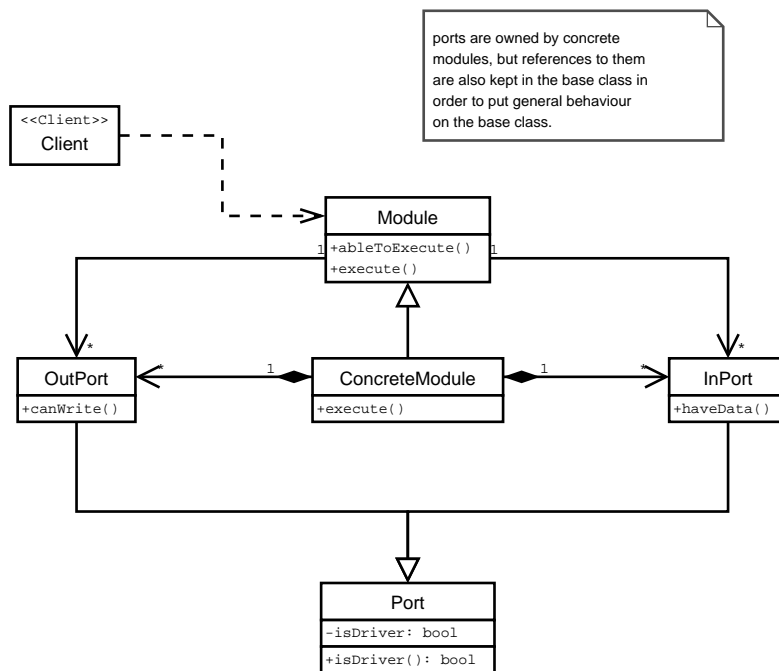 ports are owned by concrete
modules, but references to them
are also kept in the base class in
order to put general behaviour
on the base class.
<<Client>>
Client
Module
1
+ableToExecute()
1
+execute()
*
*
OutPort
+canWrite()
*
1
ConcreteModule
+execute()
1
*
InPort
+haveData()
Port
-isDriver: bool
+isDriver(): bool